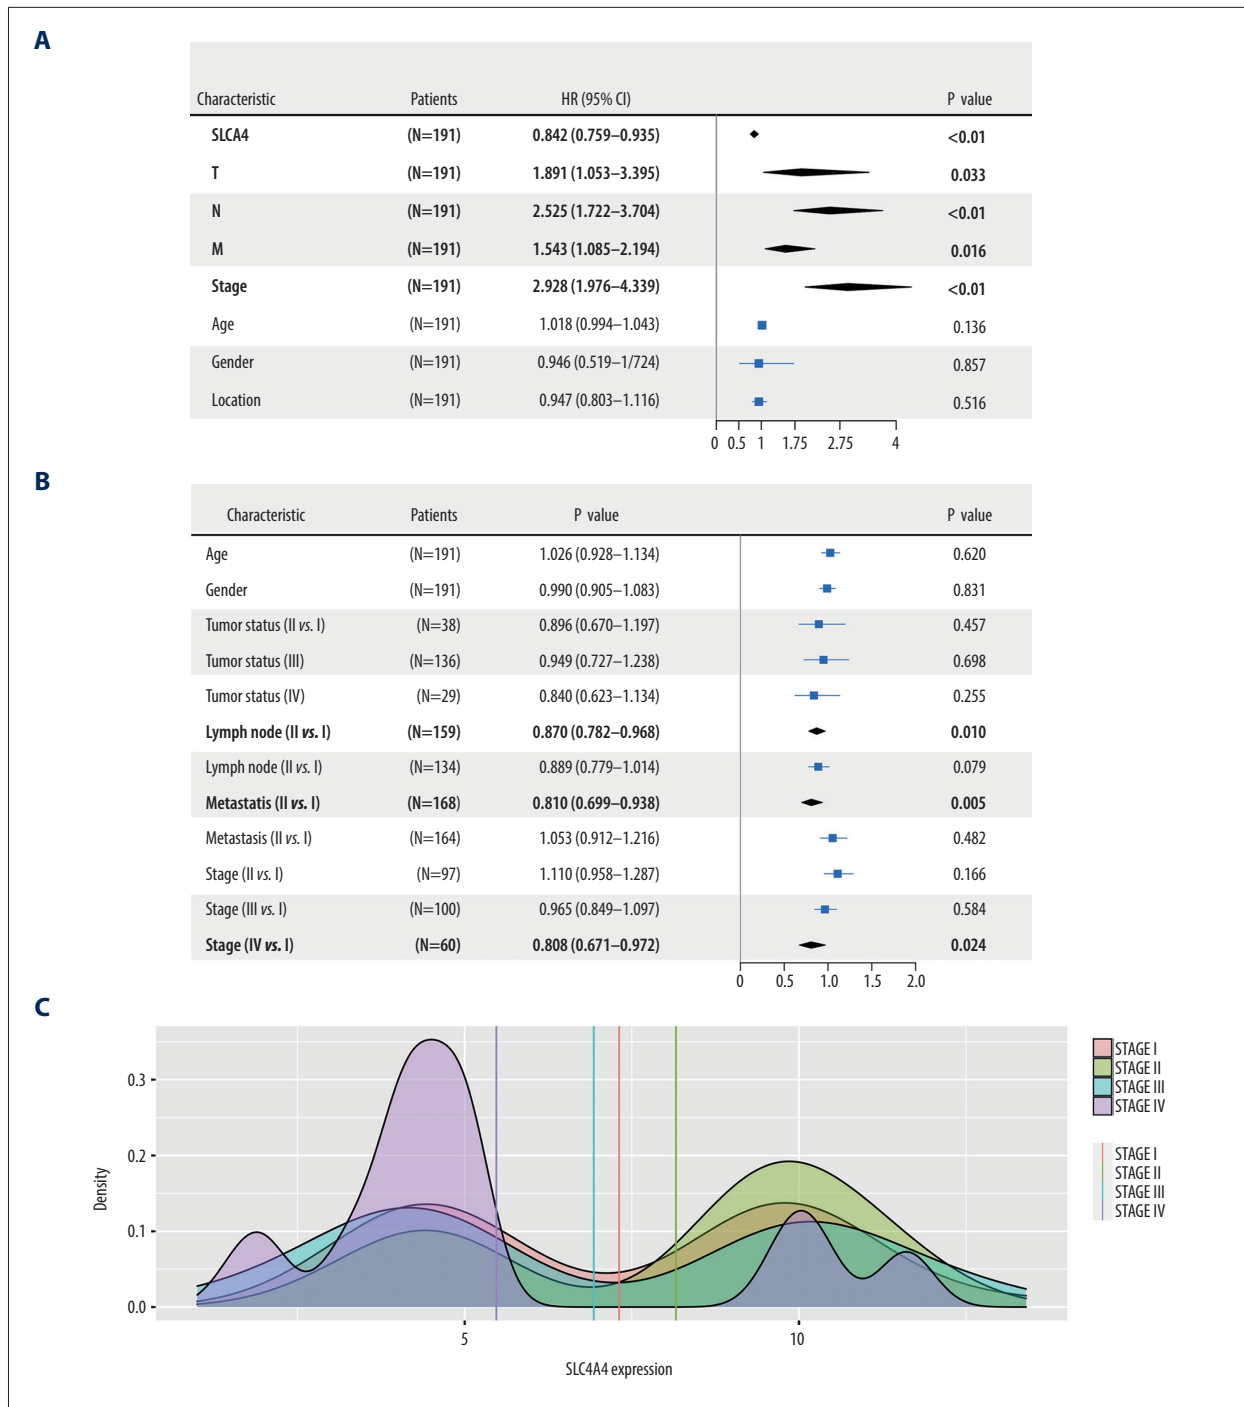 A
Characteristic Patients HR (95% CI) P value
SLCA4 (N=191) 0.842 (0.759–0.935) <0.01
T (N=191) 1.891 (1.053–3.395) 0.033
N (N=191) 2.525 (1.722–3.704) <0.01
M (N=191) 1.543 (1.085–2.194) 0.016
Stage (N=191) 2.928 (1.976–4.339) <0.01
Age (N=191) 1.018 (0.994–1.043) 0.136
Gender (N=191) 0.946 (0.519–1/724) 0.857
Location (N=191) 0.947 (0.803–1.116) 0.516
0 0.5 1 1.75 2.75 4
B
Characteristic Patients P value P value
Age (N=191) 1.026 (0.928–1.134) 0.620
Gender (N=191) 0.990 (0.905–1.083) 0.831
Tumor status (II vs. I) (N=38) 0.896 (0.670–1.197) 0.457
Tumor status (III) (N=136) 0.949 (0.727–1.238) 0.698
Tumor status (IV) (N=29) 0.840 (0.623–1.134) 0.255
Lymph node (II vs. I) (N=159) 0.870 (0.782–0.968) 0.010
Lymph node (II vs. I) (N=134) 0.889 (0.779–1.014) 0.079
Metastatis (II vs. I) (N=168) 0.810 (0.699–0.938) 0.005
Metastasis (II vs. I) (N=164) 1.053 (0.912–1.216) 0.482
Stage (II vs. I) (N=97) 1.110 (0.958–1.287) 0.166
Stage (III vs. I) (N=100) 0.965 (0.849–1.097) 0.584
Stage (IV vs. I) (N=60) 0.808 (0.671–0.972) 0.024
0 0.5 1.0 1.5 2.0
C
0.3
0.2
0.1
0.0
Density
5 10
SLC4A4 expression
STAGE I
STAGE II
STAGE III
STAGE IV
STAGE I
STAGE II
STAGE III
STAGE IV